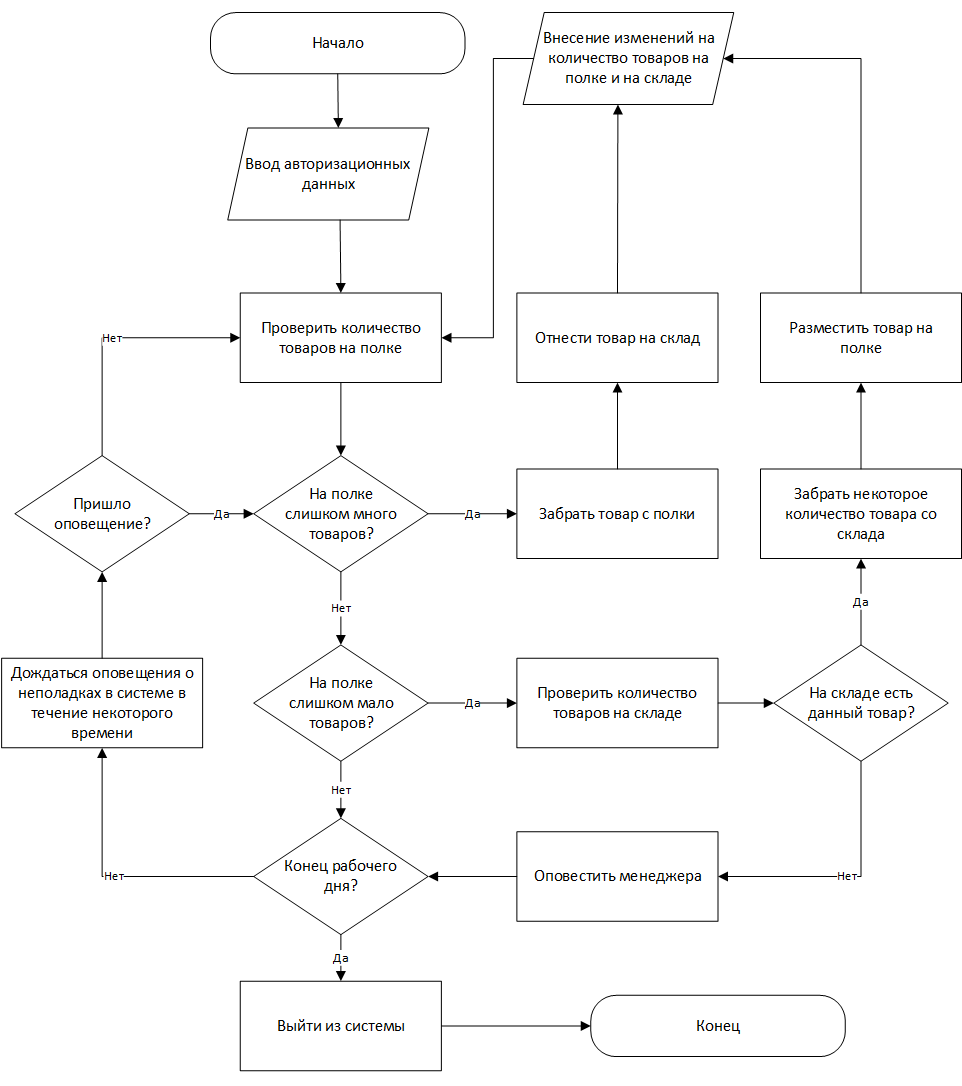 Начало
Внесение изменений на
количество товаров на
полке и на складе
Ввод авторизационных
данных
Проверить количество
товаров на полке
Отнести товар на склад
Разместить товар на
полке
Нет
Пришло
оповещение?
Да
На полке
слишком много
товаров?
Да
Забрать товар с полки
Забрать некоторое
количество товара со
склада
Нет
Да
Дождаться оповещения о
неполадках в системе в
течение некоторого
времени
На полке
слишком мало
товаров?
Да
Проверить количество
товаров на складе
На складе есть
данный товар?
Нет
Конец рабочего
дня?
Нет
Оповестить менеджера
Нет
Да
Выйти из системы
Конец